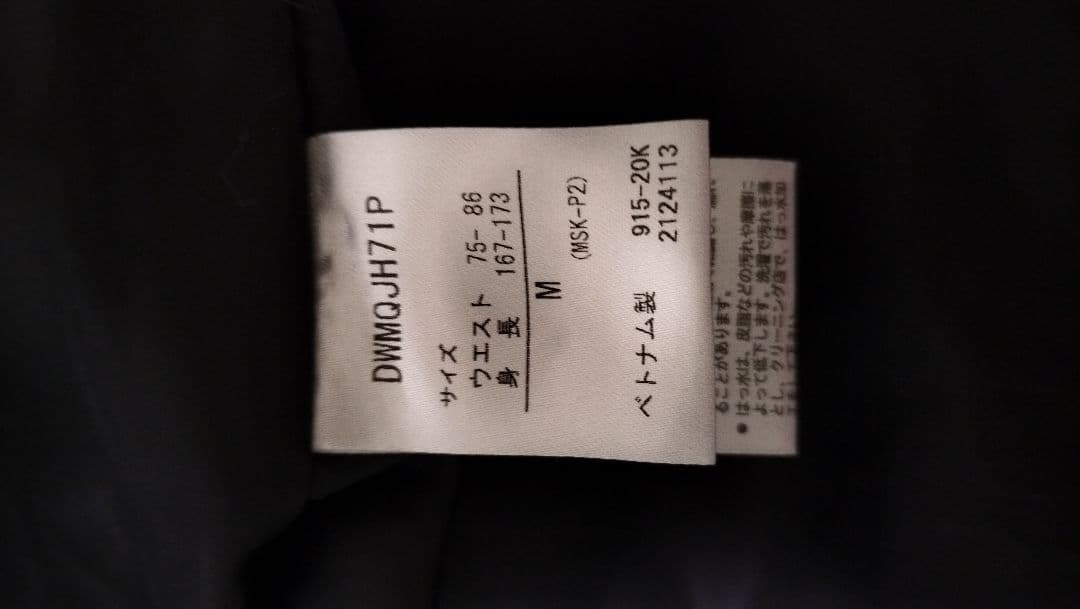 DWMQJH71P
サイズ
ウエスト 75- 86
身 長 167-173
M
(MSK-P2)
ベトナム製 915-20K
2124113
ることがあります。
● はっ水は、皮脂などの汚れや摩擦に
よって低下します。洗濯で汚れを落
とし、クリーニング店で、はっ水加